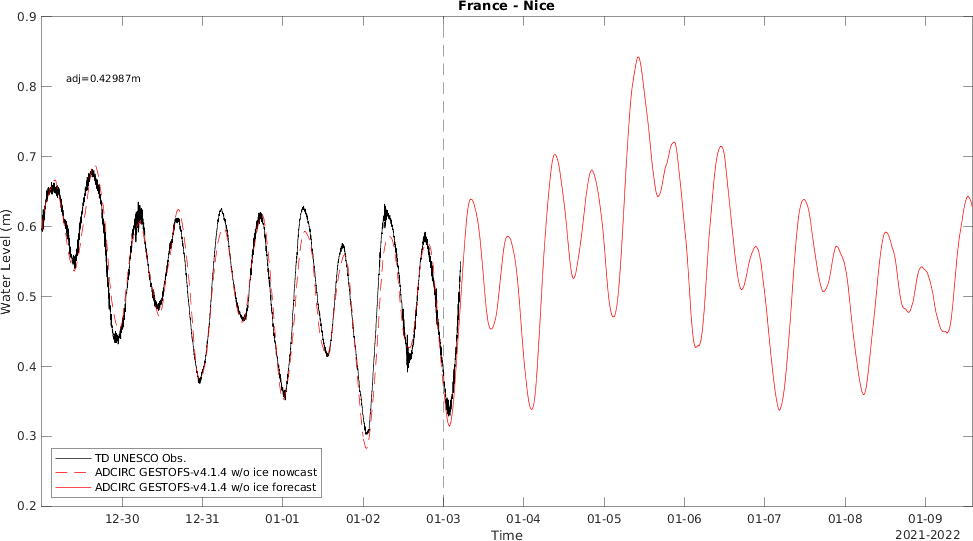 France - Nice
0.9
adj=0.42987m
0.8
0.7
0.6
0.5
0.4
0.3
0.2
Water Level (m)
TD UNESCO Obs.
ADCIRC GESTOFS-v4.1.4 w/o ice nowcast
ADCIRC GESTOFS-v4.1.4 w/o ice forecast
12-30 12-31 01-01 01-02 01-03 01-04 01-05 01-06 01-07 01-08 01-09
Time
2021-2022